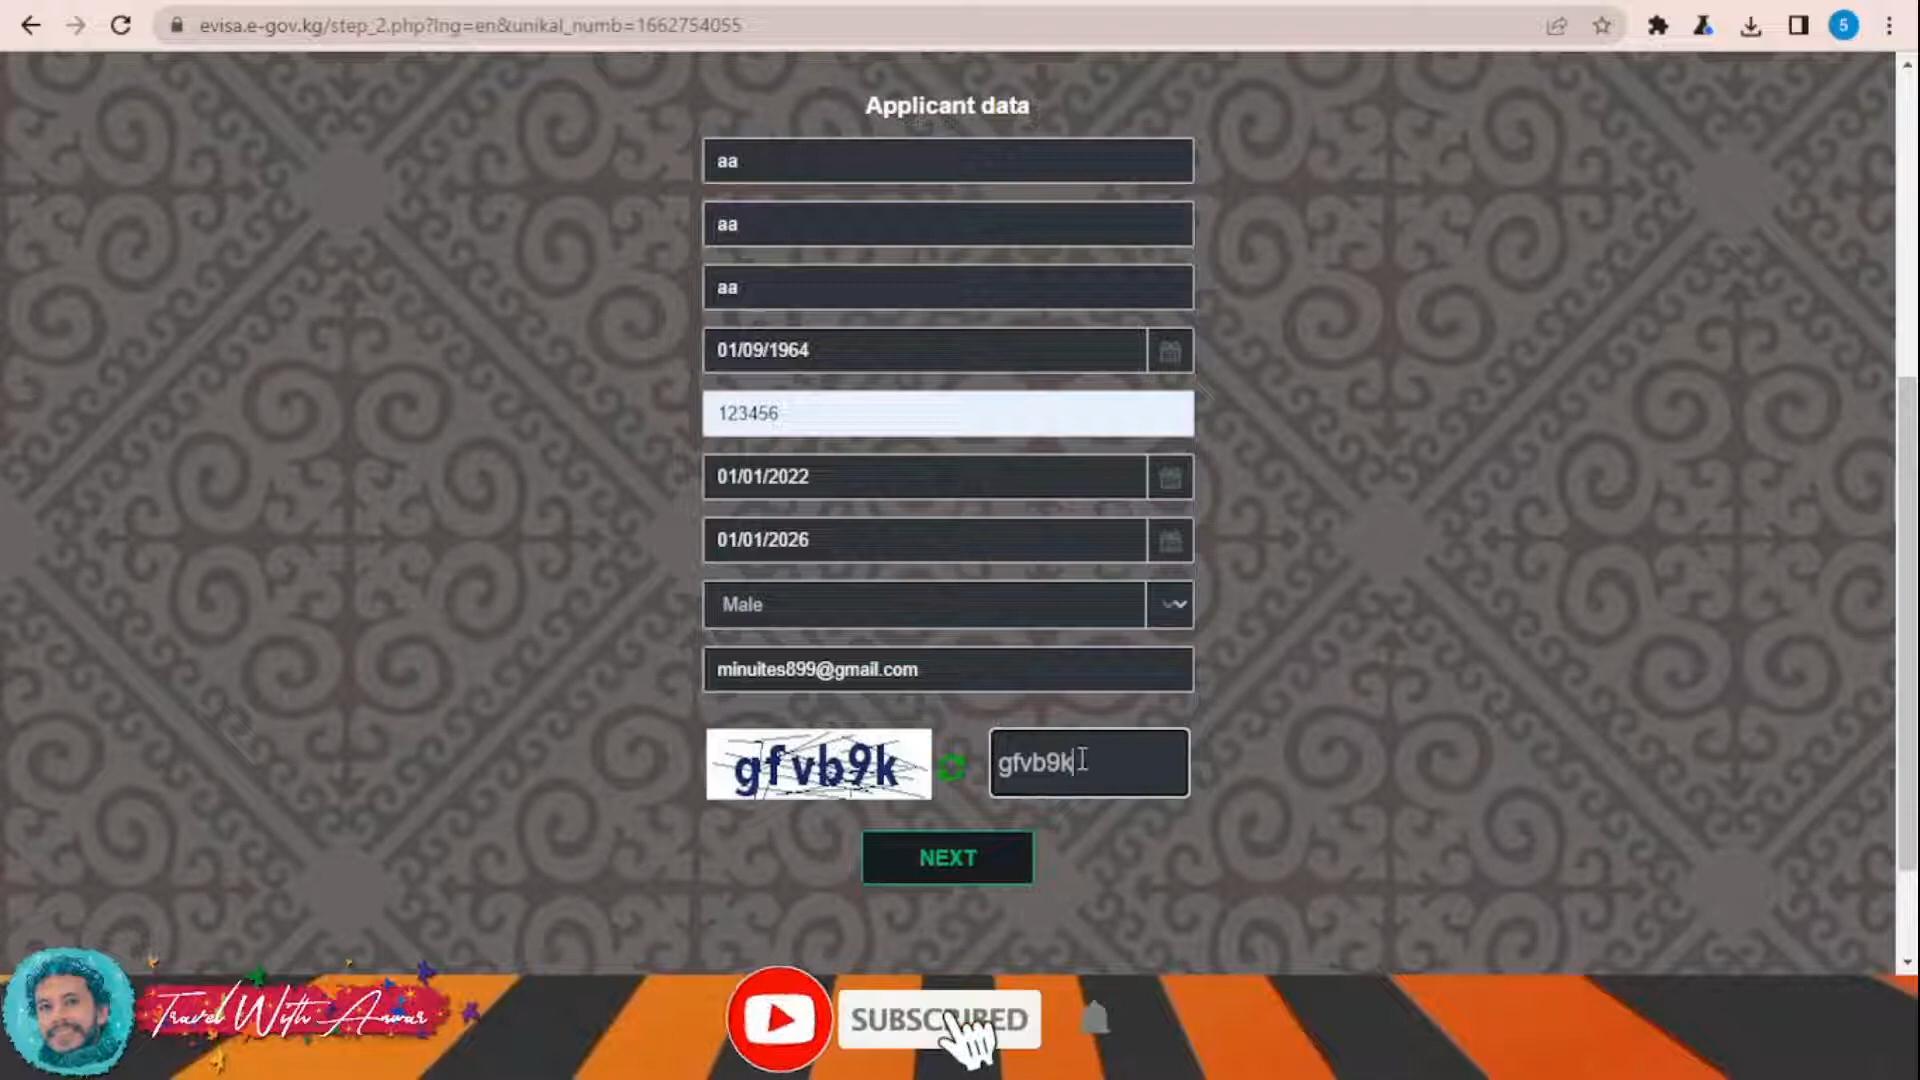 evisa.e-gov.kg/step_2.php?lng=en&unikal_numb=1662754055
5
Applicant data
aa
aa
aa
01/09/1964
123456
01/01/2022
01/01/2026
Male
minuites899@gmail.com
gfvb9k
gfvb9k
NEXT
Travel With Anwar
SUBSCRIBED